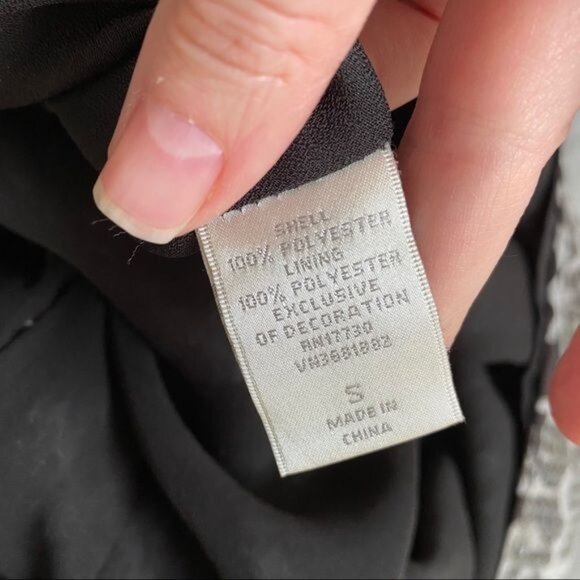 SHELL
100% POLYESTER
LINING
100% POLYESTER
EXCLUSIVE
OF DECORATION
RN17730
VN3881882
S
MADE IN
CHINA